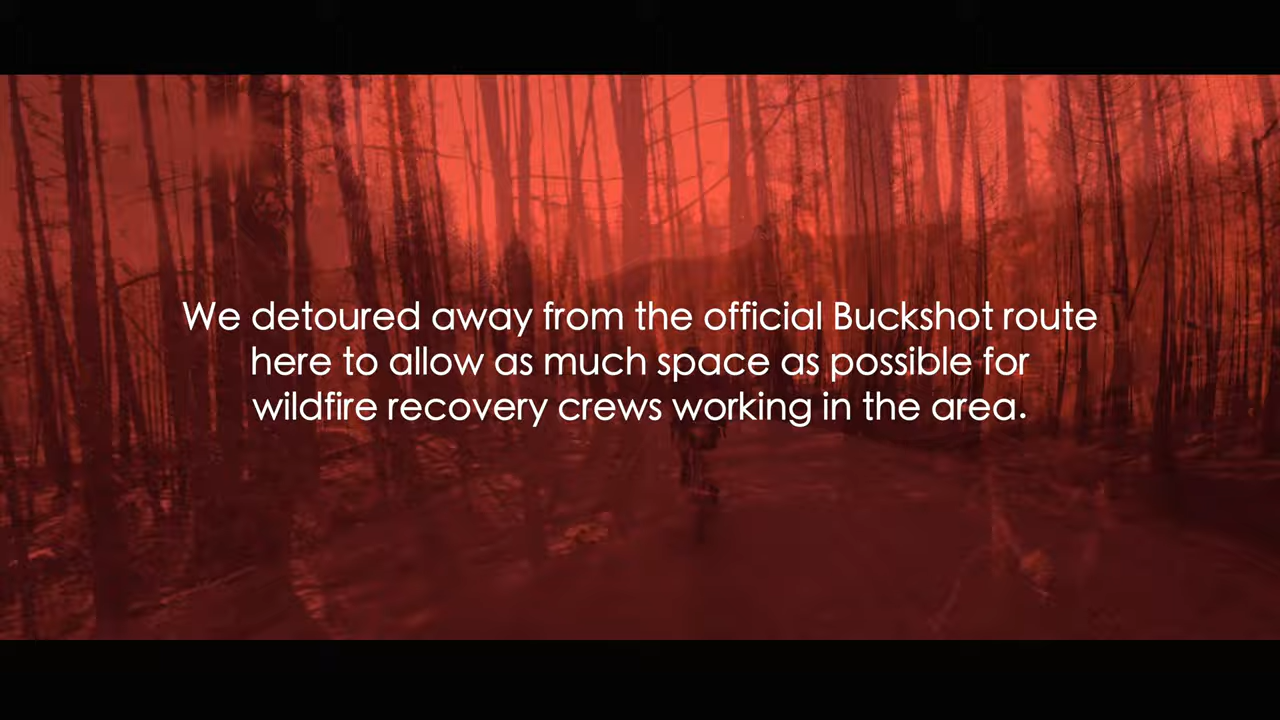 We detoured away from the official Buckshot route
here to allow as much space as possible for
wildfire recovery crews working in the area.